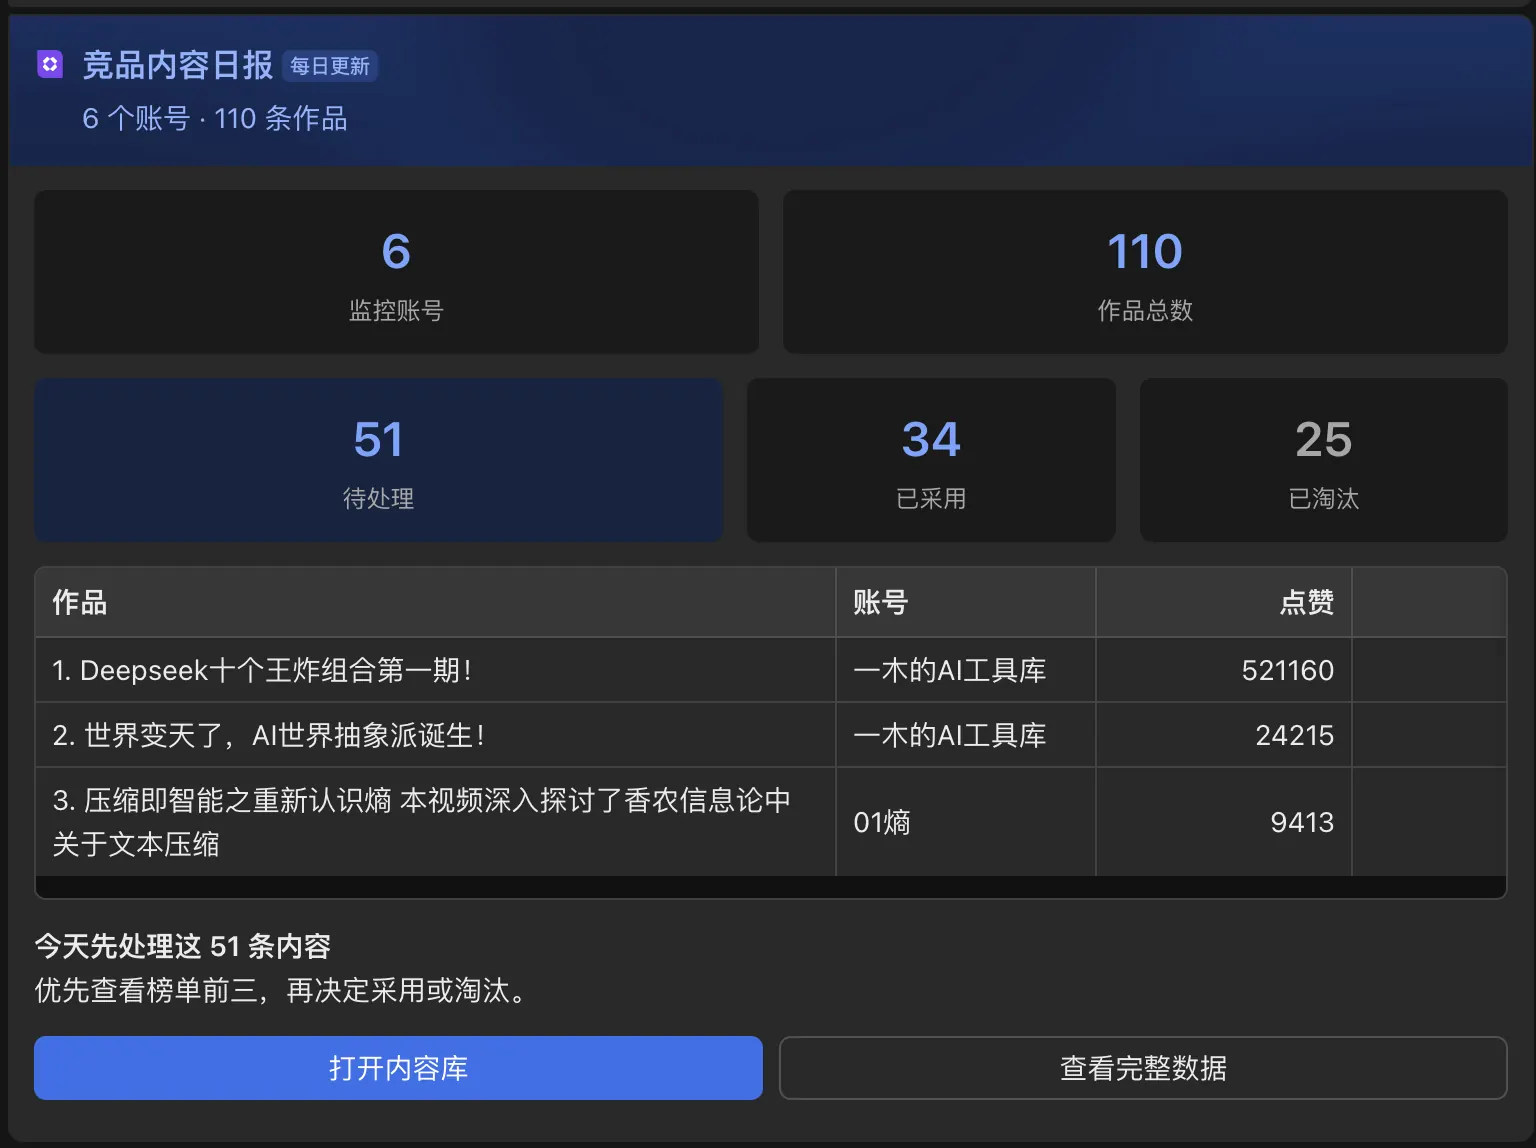 竞品内容日报 每日更新
6 个账号 · 110 条作品
6
监控账号
110
作品总数
51
待处理
34
已采用
25
已淘汰
作品 账号 点赞
1. Deepseek十个王炸组合第一期！ 一木的AI工具库 521160
2. 世界变天了，AI世界抽象派诞生！ 一木的AI工具库 24215
3. 压缩即智能之重新认识熵 本视频深入探讨了香农信息论中
关于文本压缩
01熵 9413
今天先处理这 51 条内容
优先查看榜单前三，再决定采用或淘汰。
打开内容库
查看完整数据